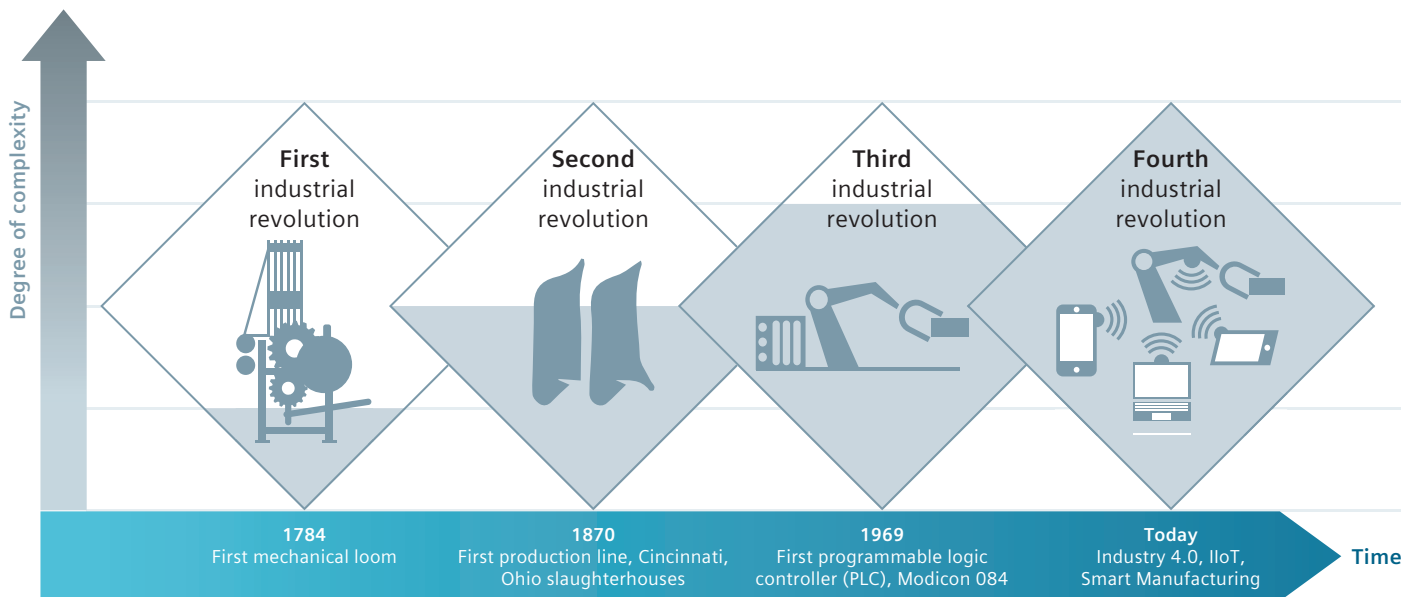 Degree of complexity
First
industrial
revolution
Second
industrial
revolution
Third
industrial
revolution
Fourth
industrial
revolution
1784
First mechanical loom
1870
First production line, Cincinnati,
Ohio slaughterhouses
1969
First programmable logic
controller (PLC), Modicon 084
Today
Industry 4.0, IIoT,
Smart Manufacturing
Time